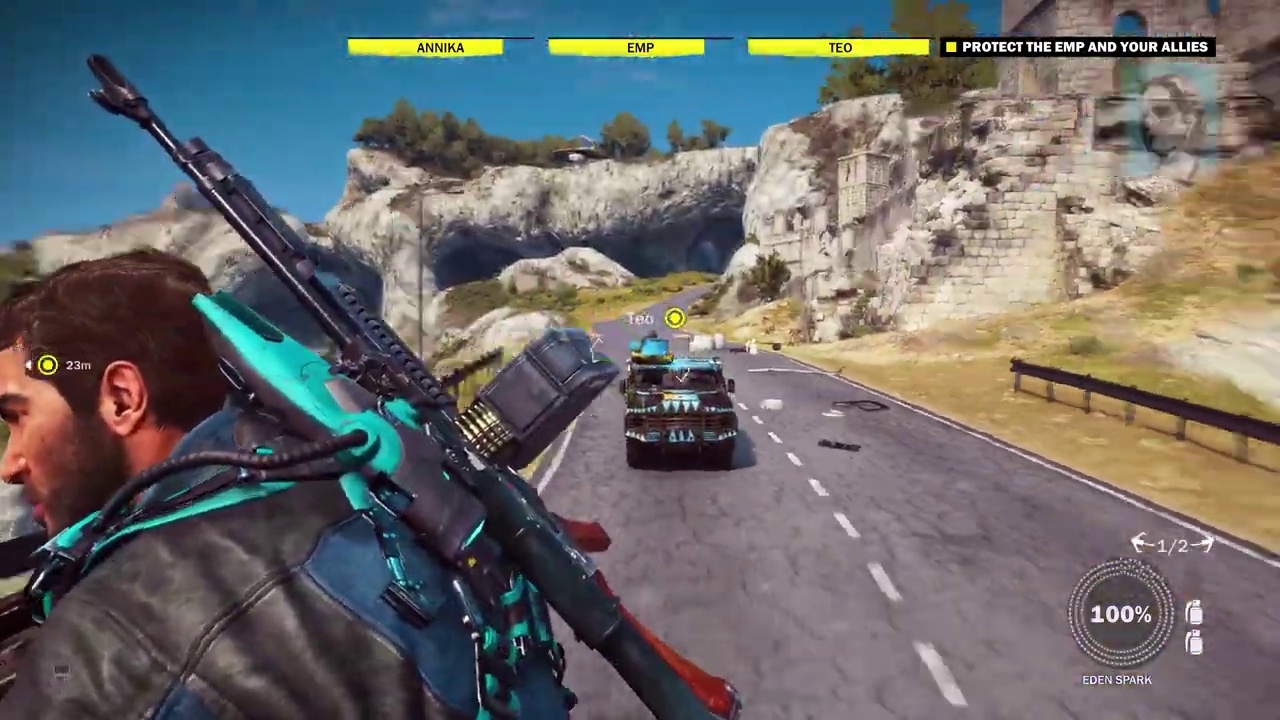 ANNIKA EMP TEO PROTECT THE EMP AND YOUR ALLIES
Teo
23m
1/2
100%
EDEN SPARK